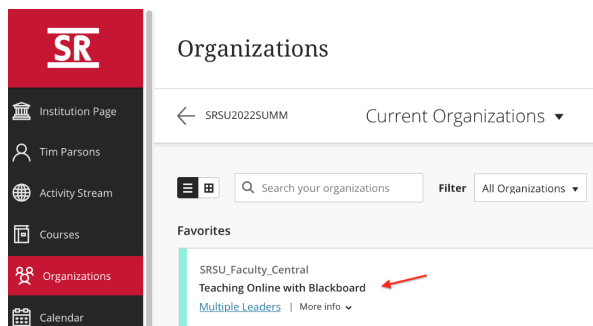 SR
Organizations
Institution Page
SRSU2022SUMM
Current Organizations
Tim Parsons
Activity Stream
Search your organizations
Filter
All Organizations
Courses
Favorites
Organizations
SRSU_Faculty_Central
Teaching Online with Blackboard
Multiple Leaders | More info
Calendar